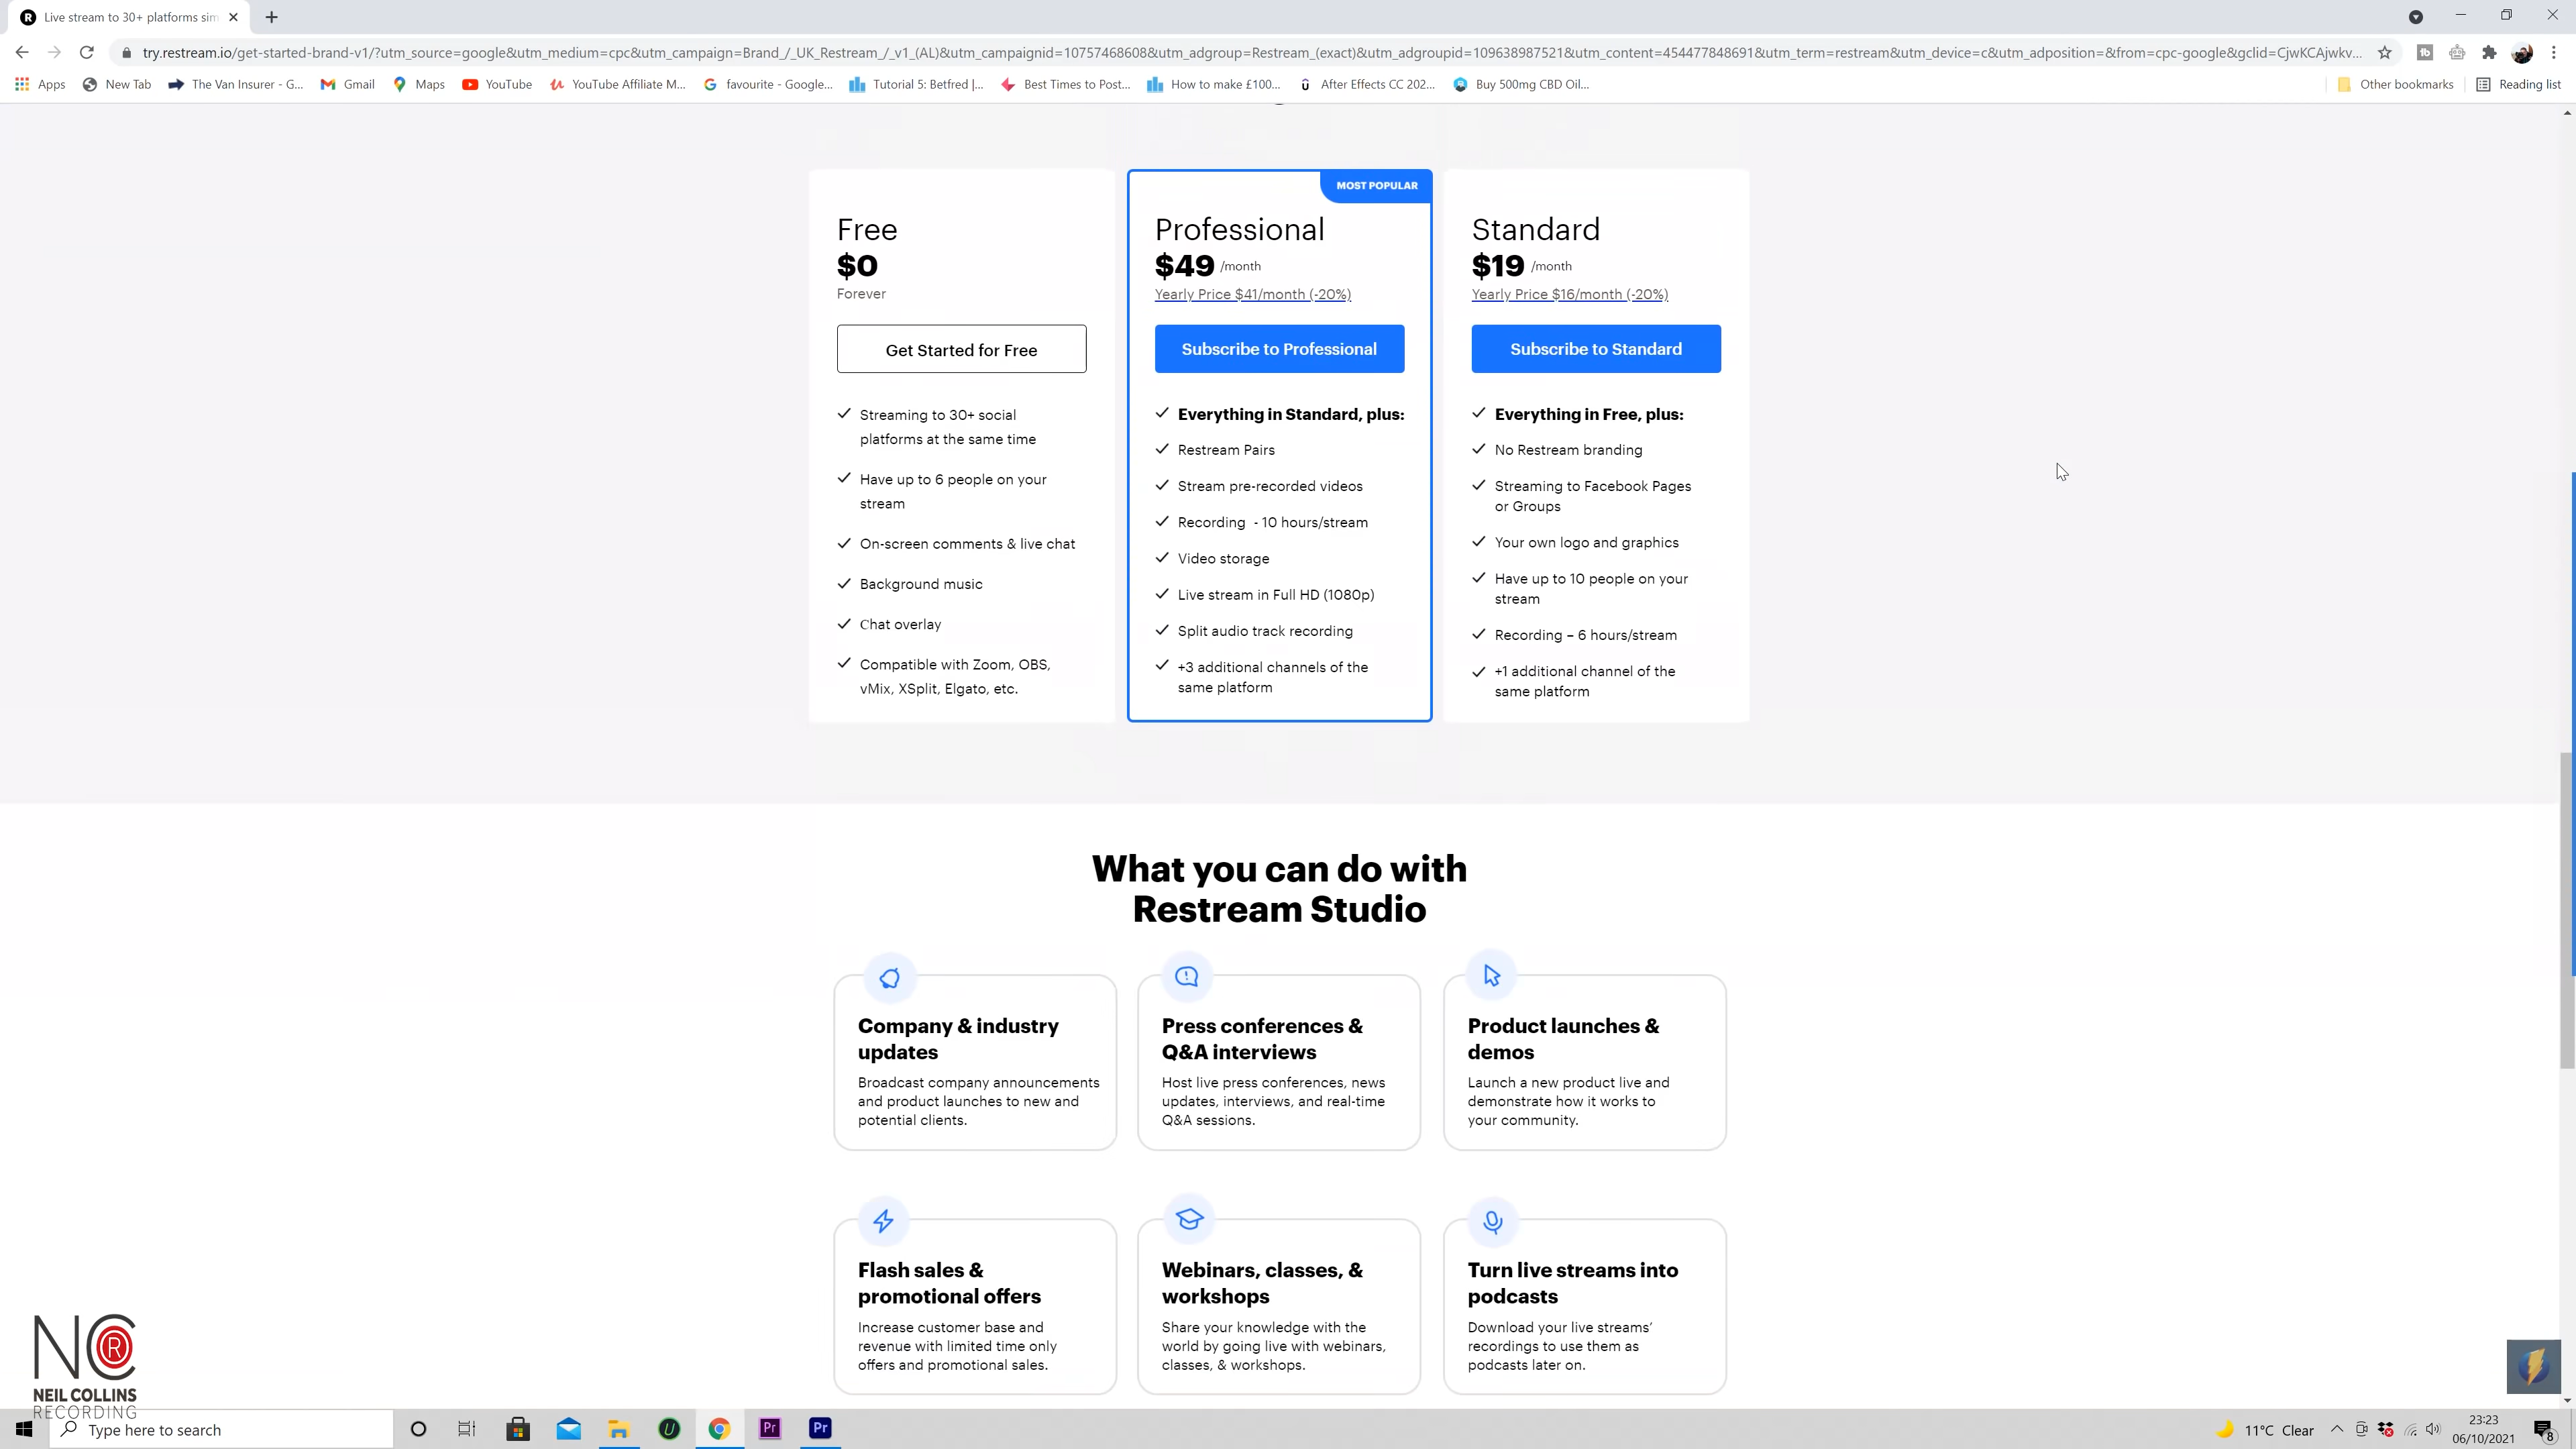 Live stream to 30+ platforms sim
try.restream.io/get-started-brand-v1/?utm_source=google&utm_medium=cpc&utm_campaign=Brand_/_UK_Restream_/_v1_(AL)&utm_campaignid=10757468608&utm_adgroup=Restream_(exact)&utm_adgroupid=109638987521&utm_content=454477848691&utm_term=restream&utm_device=c&utm_adposition=&from=cpc-google&gclid=CjwKCAjwkv...
Apps New Tab The Van Insurer - G... Gmail Maps YouTube YouTube Affiliate M... favourite - Google... Tutorial 5: Betfred |... Best Times to Post... How to make £100... After Effects CC 202... Buy 500mg CBD Oil... Other bookmarks Reading list
Free
$0
Forever
Get Started for Free
Streaming to 30+ social
platforms at the same time
Have up to 6 people on your
stream
On-screen comments & live chat
Background music
Chat overlay
Compatible with Zoom, OBS,
vMix, XSplit, Elgato, etc.
MOST POPULAR
Professional
$49 /month
Yearly Price $41/month (-20%)
Subscribe to Professional
Everything in Standard, plus:
Restream Pairs
Stream pre-recorded videos
Recording - 10 hours/stream
Video storage
Live stream in Full HD (1080p)
Split audio track recording
+3 additional channels of the
same platform
Standard
$19 /month
Yearly Price $16/month (-20%)
Subscribe to Standard
Everything in Free, plus:
No Restream branding
Streaming to Facebook Pages
or Groups
Your own logo and graphics
Have up to 10 people on your
stream
Recording – 6 hours/stream
+1 additional channel of the
same platform
What you can do with
Restream Studio
Company & industry
updates
Broadcast company announcements
and product launches to new and
potential clients.
Press conferences &
Q&A interviews
Host live press conferences, news
updates, interviews, and real-time
Q&A sessions.
Product launches &
demos
Launch a new product live and
demonstrate how it works to
your community.
Flash sales &
promotional offers
Increase customer base and
revenue with limited time only
offers and promotional sales.
Webinars, classes, &
workshops
Share your knowledge with the
world by going live with webinars,
classes, & workshops.
Turn live streams into
podcasts
Download your live streams'
recordings to use them as
podcasts later on.
NC R
NEIL COLLINS
RECORDING
Type here to search
Pr
Pr
11°C Clear
23:23
06/10/2021
8